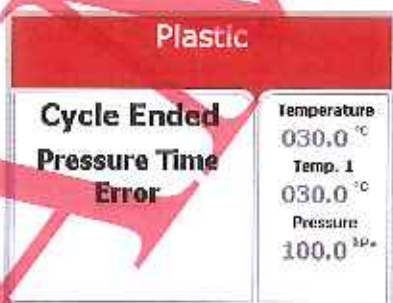 Plastic
Cycle Ended
Pressure Time
Error
Temperature
030.0 °C
Temp. 1
030.0 °C
Pressure
100.0 kPa